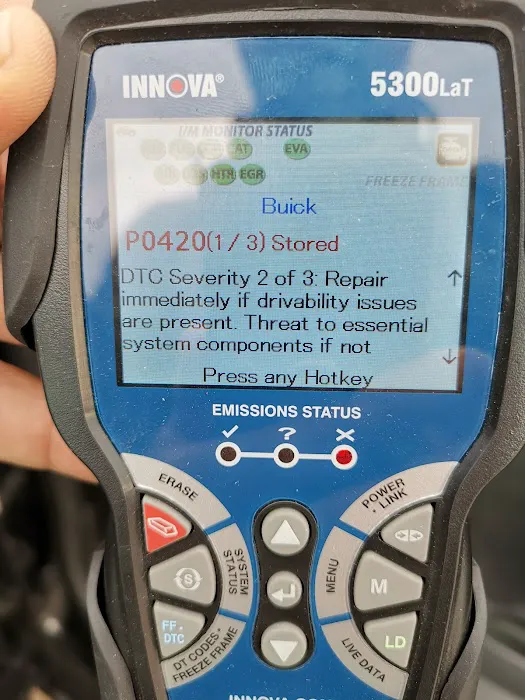 INNOVA®
5300LaT
I/M MONITOR STATUS
CAT EVA
HTR EGR
FREEZE FRAME
Buick
P0420(1 / 3) Stored
DTC Severity 2 of 3: Repair
immediately if drivability issues
are present. Threat to essential
system components if not
Press any Hotkey
EMISSIONS STATUS
?
ERASE
POWER
• LINK
SYSTEM
STATUS
MENU
S
M
FF •
DTC
LD
DT CODES •
FREEZE FRAME
LIVE DATA